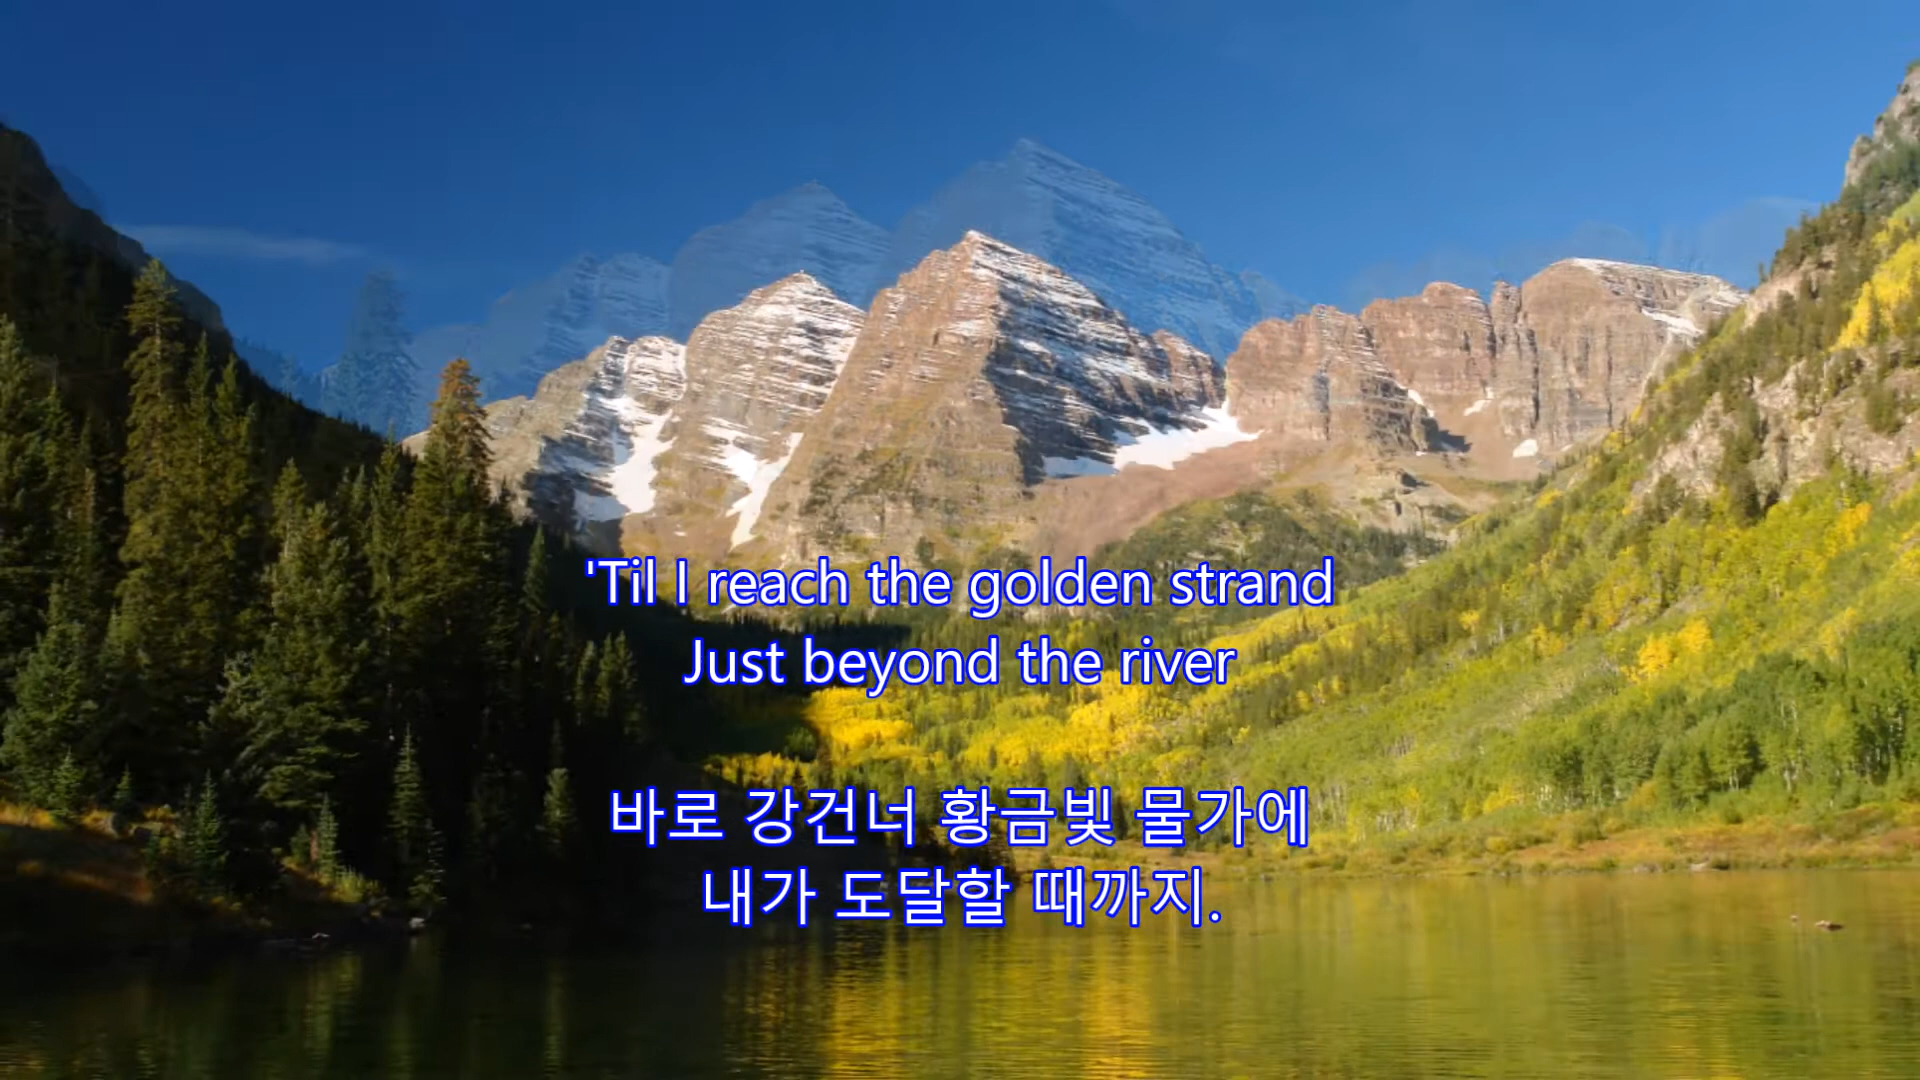 'Til I reach the golden strand
Just beyond the river
바로 강건너 황금빛 물가에
내가 도달할 때까지.